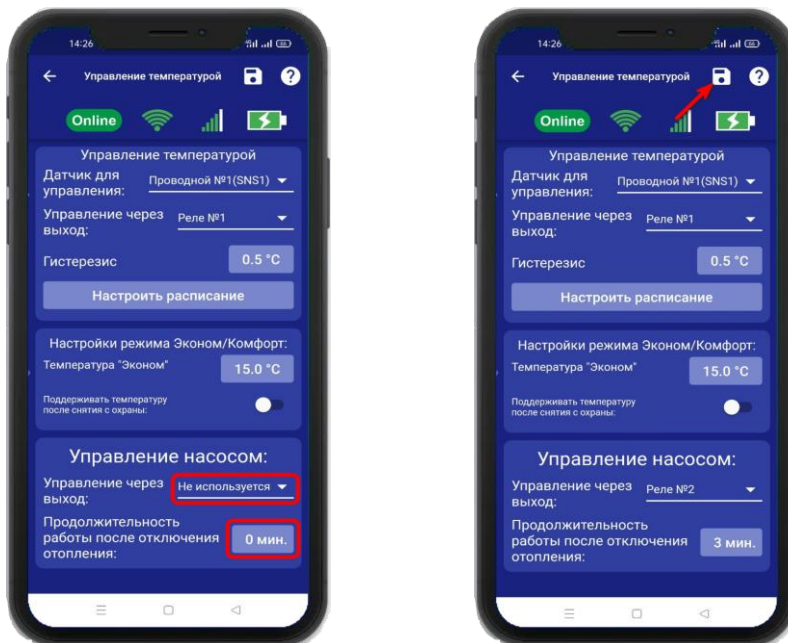 14:26
Управление температурой
Online
Управление температурой
Датчик для управления:
Проводной №1(SNS1)
Управление через выход:
Реле №1
Гистерезис
0.5 °C
Настроить расписание
Настройки режима Эконом/Комфорт:
Температура "Эконом"
15.0 °C
Поддерживать температуру
после снятия с охраны:
Управление насосом:
Управление через выход:
Не используется
Продолжительность
работы после отключения
отопления:
0 мин.
14:26
Управление температурой
Online
Управление температурой
Датчик для управления:
Проводной №1(SNS1)
Управление через выход:
Реле №1
Гистерезис
0.5 °C
Настроить расписание
Настройки режима Эконом/Комфорт:
Температура "Эконом"
15.0 °C
Поддерживать температуру
после снятия с охраны:
Управление насосом:
Управление через выход:
Реле №2
Продолжительность
работы после отключения
отопления:
3 мин.